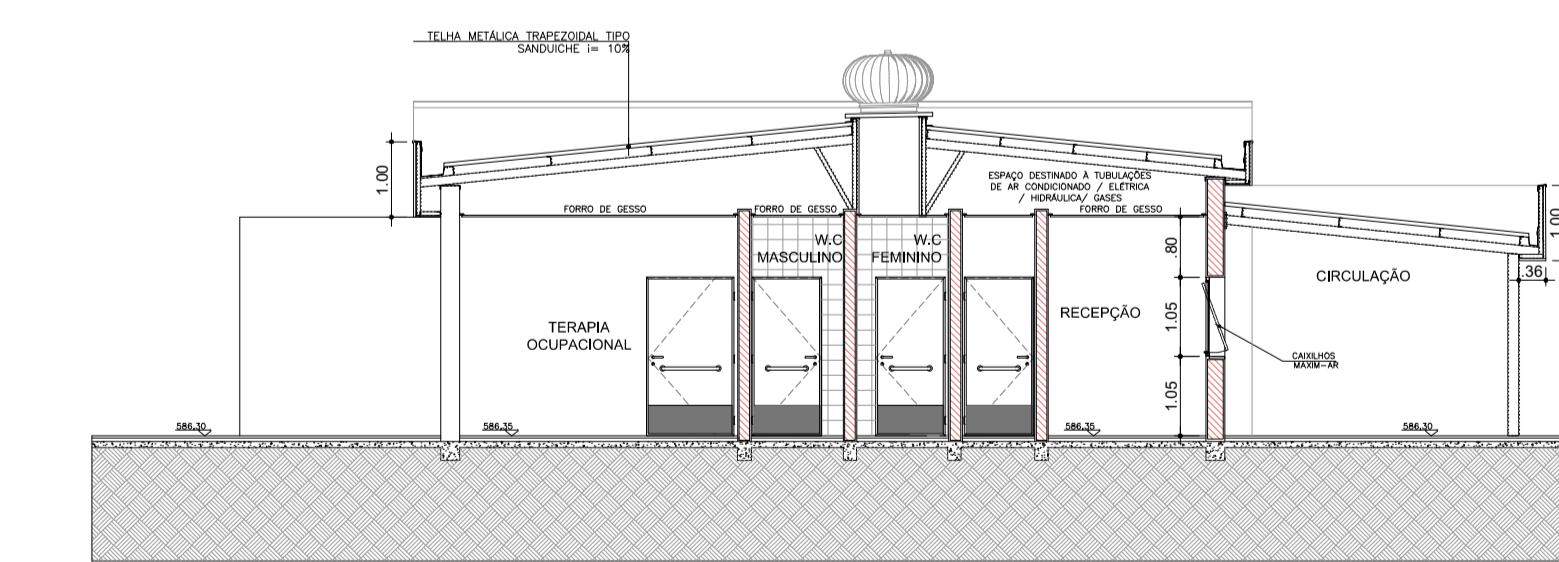 TELHA METÁLICA TRAPEZOIDAL TIPO
SANDUICHE i= 10%
1.00
ESPAÇO DESTINADO À TUBULAÇÕES
DE AR CONDICIONADO / ELÉTRICA
/ HIDRÁULICA/ GASES
FORRO DE GESSO
FORRO DE GESSO
FORRO DE GESSO
1.00
W.C
MASCULINO
W.C
FEMININO
.80
.36
CIRCULAÇÃO
TERAPIA
OCUPACIONAL
RECEPÇÃO
1.05
CAIXILHOS
MAXIM-AR
1.05
586.30
586.35
586.35
586.30